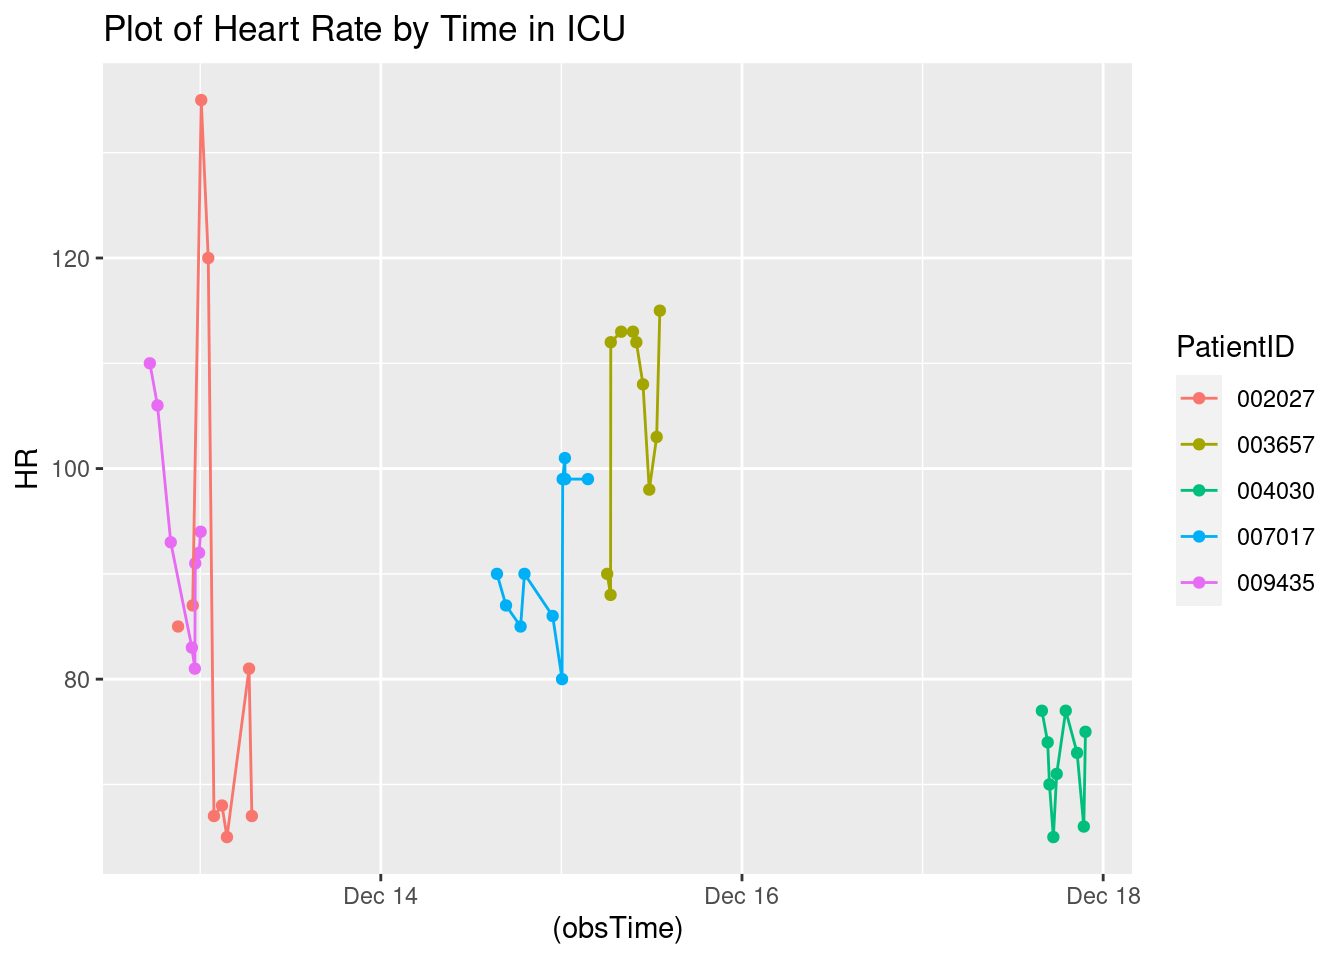 Plot of Heart Rate by Time in ICU
HR
120
100
80
Dec 14
Dec 16
Dec 18
(obsTime)
PatientID
002027
003657
004030
007017
009435